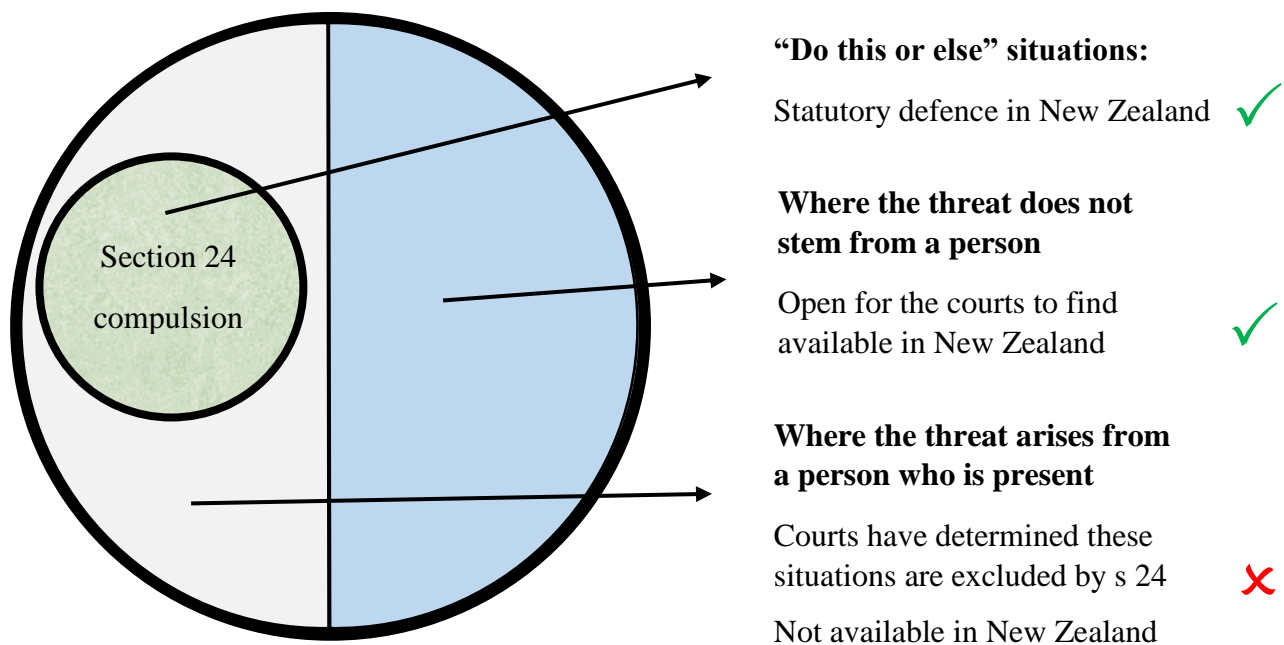 “Do this or else” situations:
Statutory defence in New Zealand
Where the threat does not
stem from a person
Section 24
compulsion
Open for the courts to find
available in New Zealand
Where the threat arises from
a person who is present
Courts have determined these
situations are excluded by s 24
Not available in New Zealand